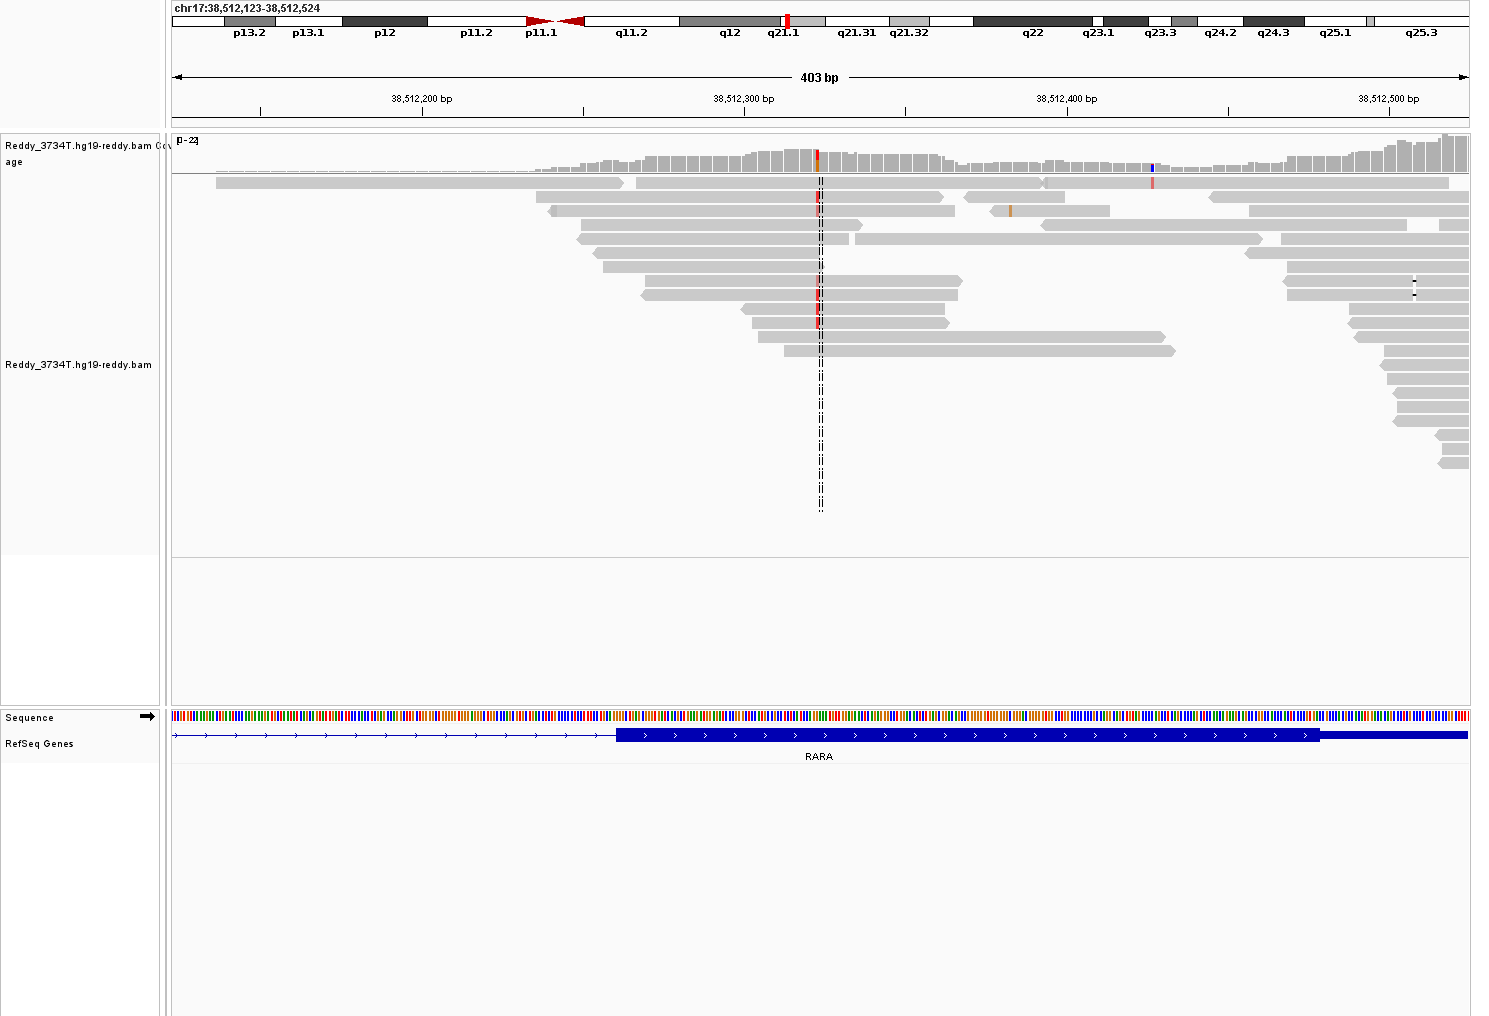 chr17:38,512,123-38,512,524
p13.2 p13.1 p12 p11.2 p11.1 q11.2 q12 q21.1 q21.31 q21.32 q22 q23.1 q23.3 q24.2 q24.3 q25.1 q25.3
403 bp
38,512,200 bp 38,512,300 bp 38,512,400 bp 38,512,500 bp
[0-22]
Reddy_3734T.hg19-reddy.bam Cov
age
Reddy_3734T.hg19-reddy.bam
Sequence
RefSeq Genes
RARA